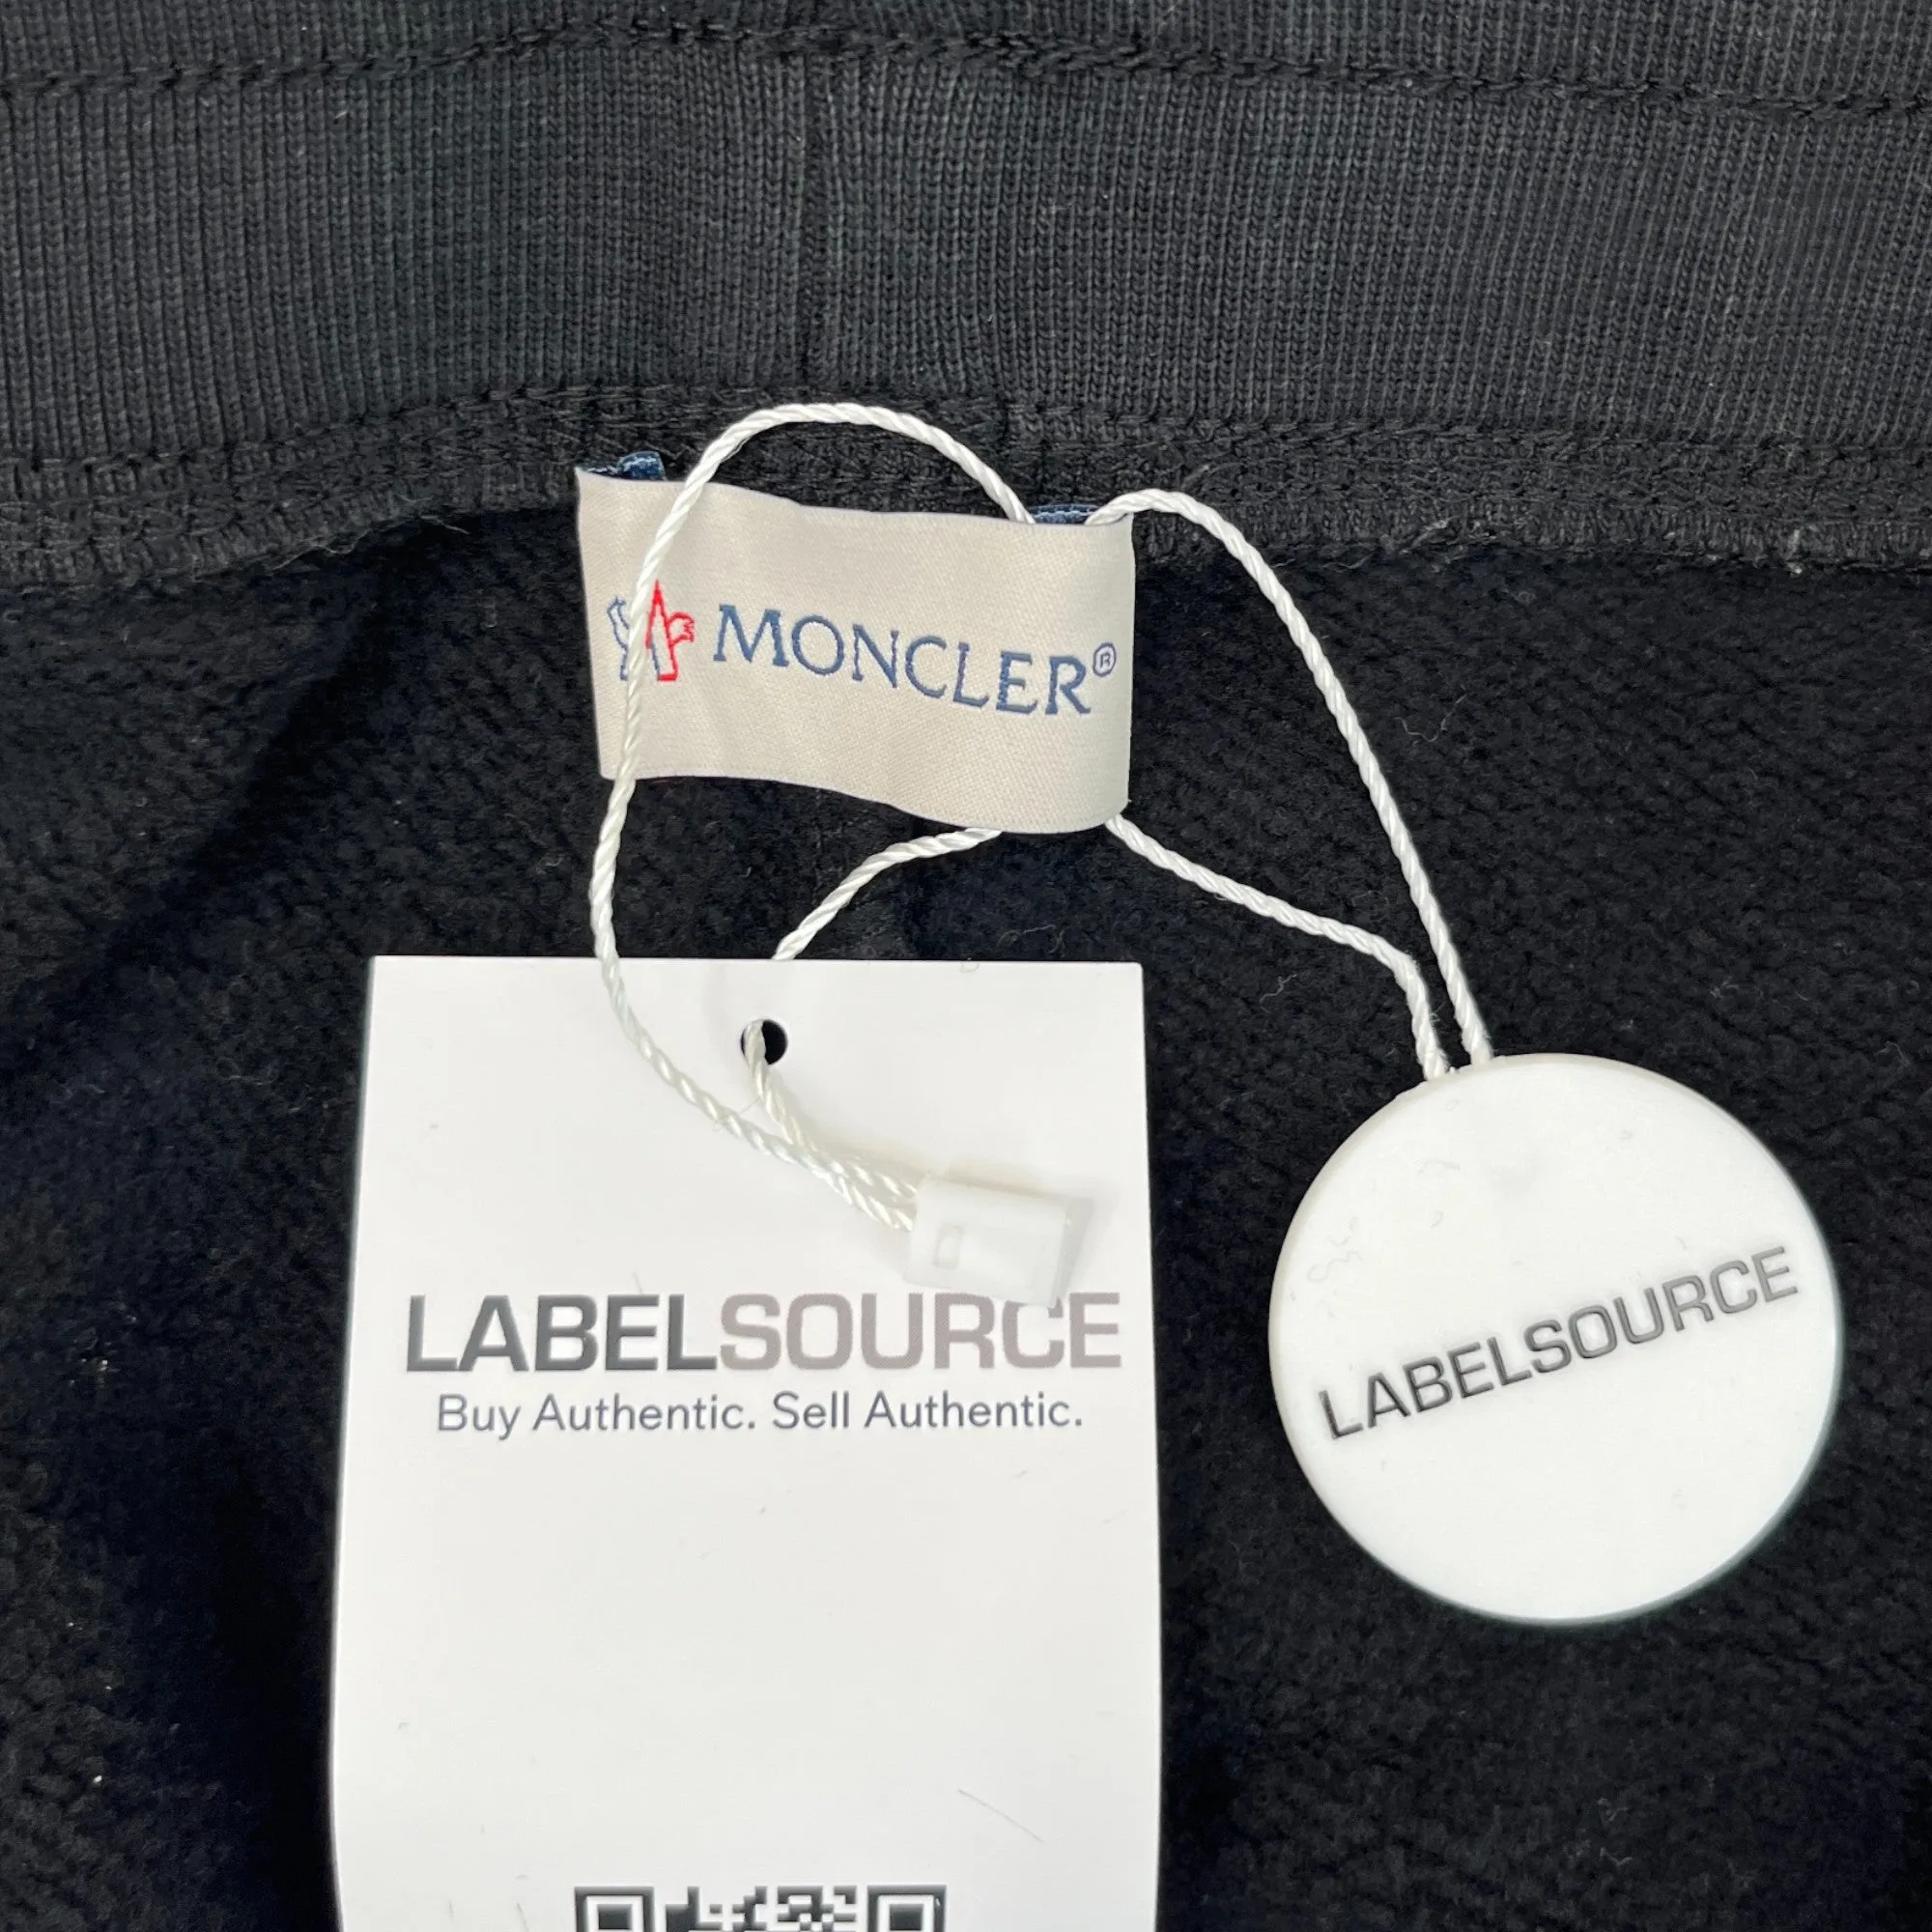 MONCLER®
LABELSOURCE
Buy Authentic. Sell Authentic.
LABELSOURCE